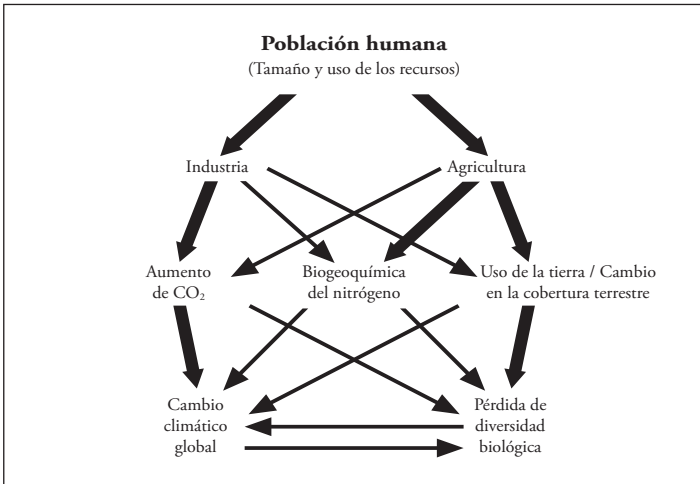 Población humana
(Tamaño y uso de los recursos)
Industria
Agricultura
Aumento
de CO₂
Biogeoquímica
del nitrógeno
Uso de la tierra / Cambio
en la cobertura terrestre
Cambio
climático
global
Pérdida de
diversidad
biológica